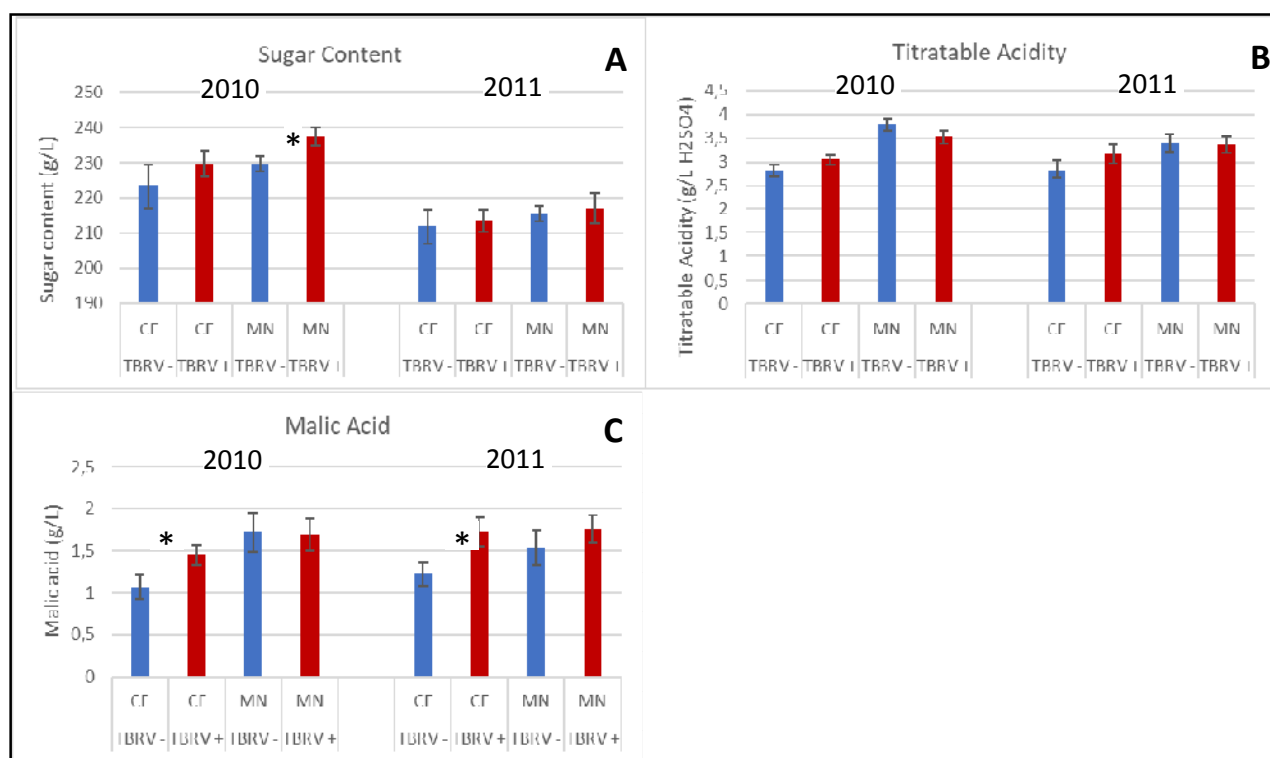 Sugar Content
A
2010
2011
250
240
230
220
210
200
190
Sugar content (g/L)
*
CF CF MN MN CF CF MN MN
TBRV - TBRV + TBRV - TBRV + TBRV - TBRV + TBRV - TBRV +
Titratable Acidity
B
2010
2011
4,5
4
3,5
3
2,5
2
1,5
1
0,5
0
Titratable Acidity (g/L H2SO4)
CF CF MN MN CF CF MN MN
TBRV - TBRV + TBRV - TBRV + TBRV - TBRV + TBRV - TBRV +
Malic Acid
C
2010
2011
2,5
2
1,5
1
0,5
0
Malic acid (g/L)
* *
CF CF MN MN CF CF MN MN
TBRV - TBRV + TBRV - TBRV + TBRV - TBRV + TBRV - TBRV +